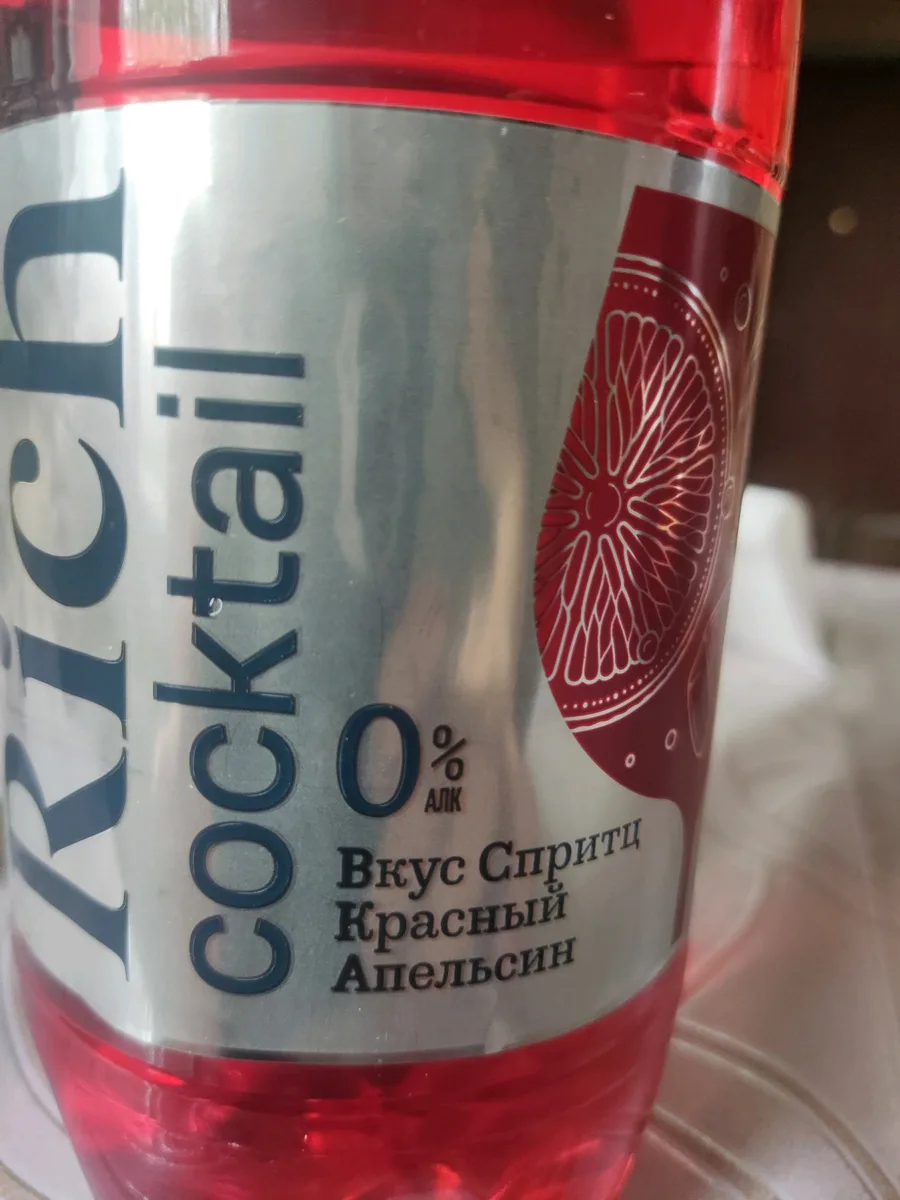 Rich
cocktail
0%
АЛК
Вкус Спритц
Красный
Апельсин